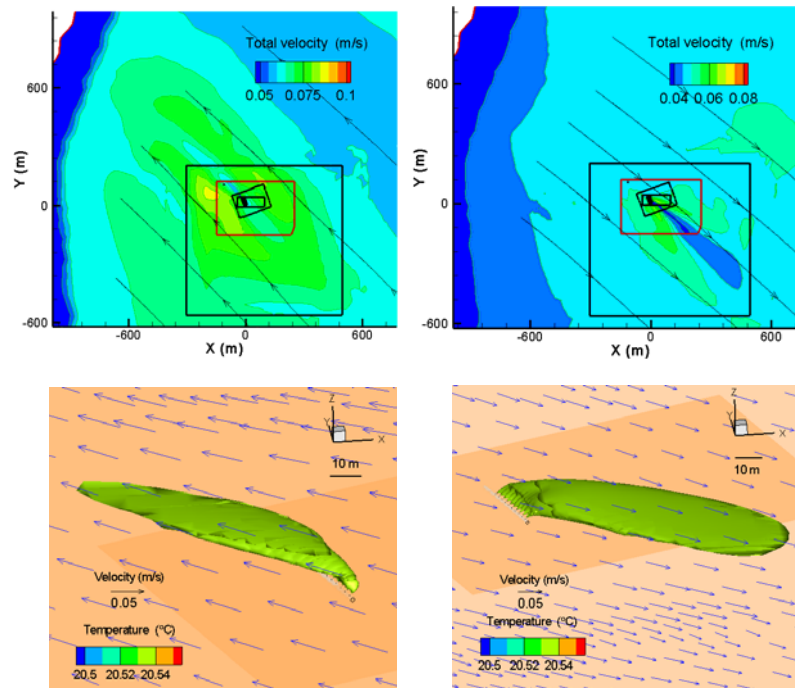 Total velocity (m/s)
0.05 0.075 0.1
Y (m)
600
0
-600
-600 0 600
X (m)
Total velocity (m/s)
0.04 0.06 0.08
Y (m)
600
0
-600
-600 0 600
X (m)
Z
Y
X
10 m
Velocity (m/s)
0.05
Temperature (°C)
20.5 20.52 20.54
Z
Y
X
10 m
Velocity (m/s)
0.05
Temperature (°C)
20.5 20.52 20.54